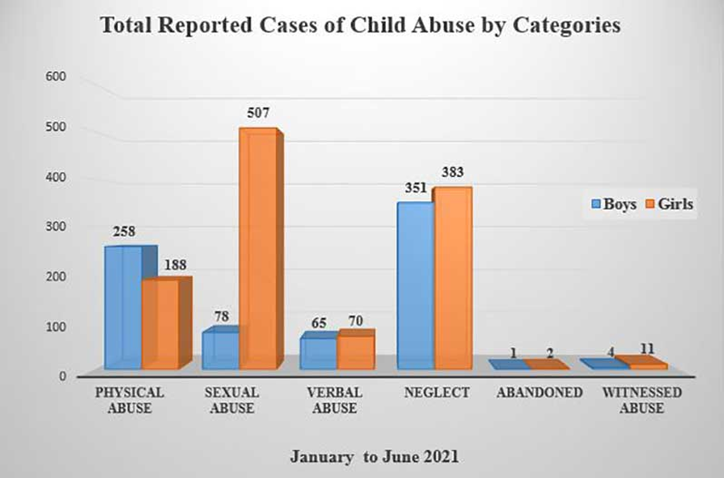 Total Reported Cases of Child Abuse by Categories
600
500
400
300
200
100
0
258
188
78
507
65
70
351
383
1
2
4
11
Boys
Girls
PHYSICAL ABUSE
SEXUAL ABUSE
VERBAL ABUSE
NEGLECT
ABANDONED
WITNESSED ABUSE
January to June 2021